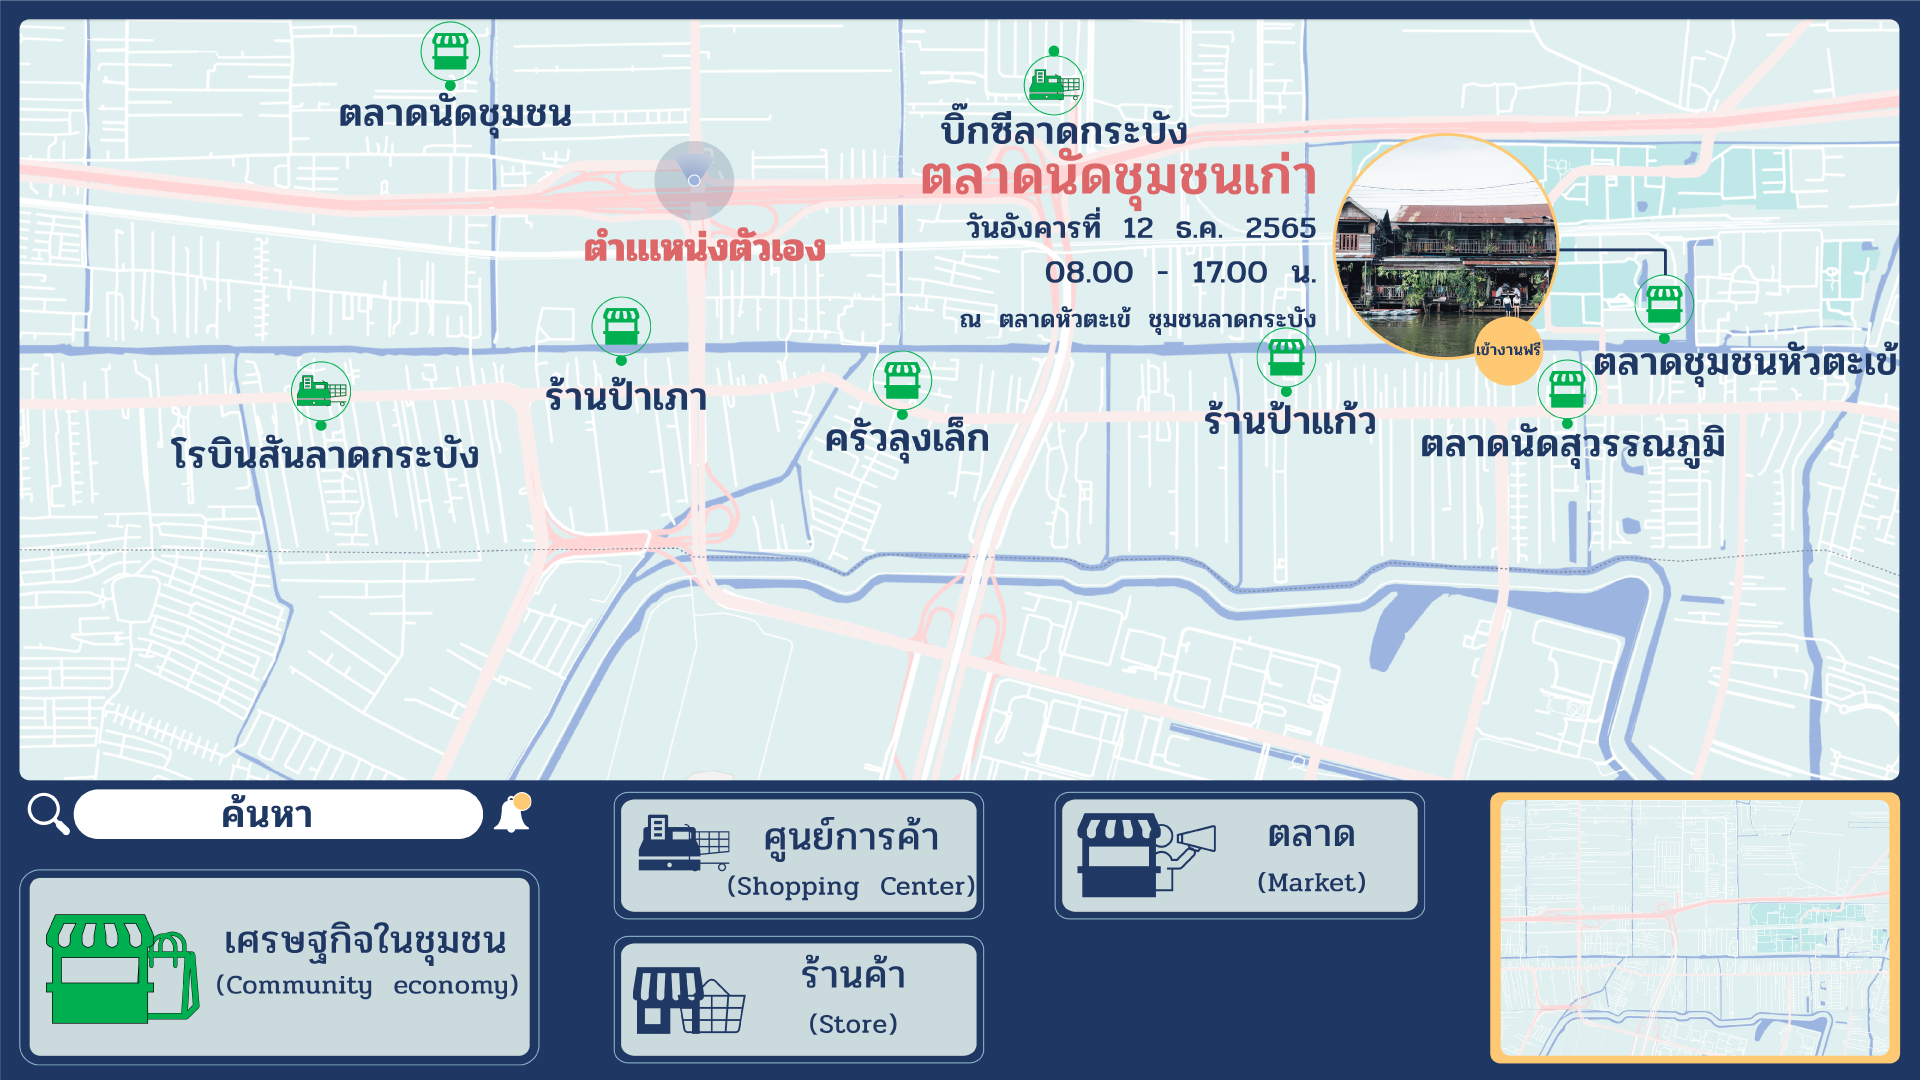 ตลาดนัดชุมชน
บิ๊กซีลาดกระบัง
ตลาดนัดชุมชนเก่า
วันอังคารที่ 12 ธ.ค. 2565
08.00 - 17.00 น.
ณ ตลาดหัวตะเข้ ชุมชนลาดกระบัง
ตำแหน่งตัวเอง
เข้างานฟรี
ตลาดชุมชนหัวตะเข้
ร้านป้าเภา
ร้านป้าแก้ว
ครัวลุงเล็ก
ตลาดนัดสุวรรณภูมิ
โรบินสันลาดกระบัง
ค้นหา
ศูนย์การค้า
(Shopping Center)
ตลาด
(Market)
เศรษฐกิจในชุมชน
(Community economy)
ร้านค้า
(Store)